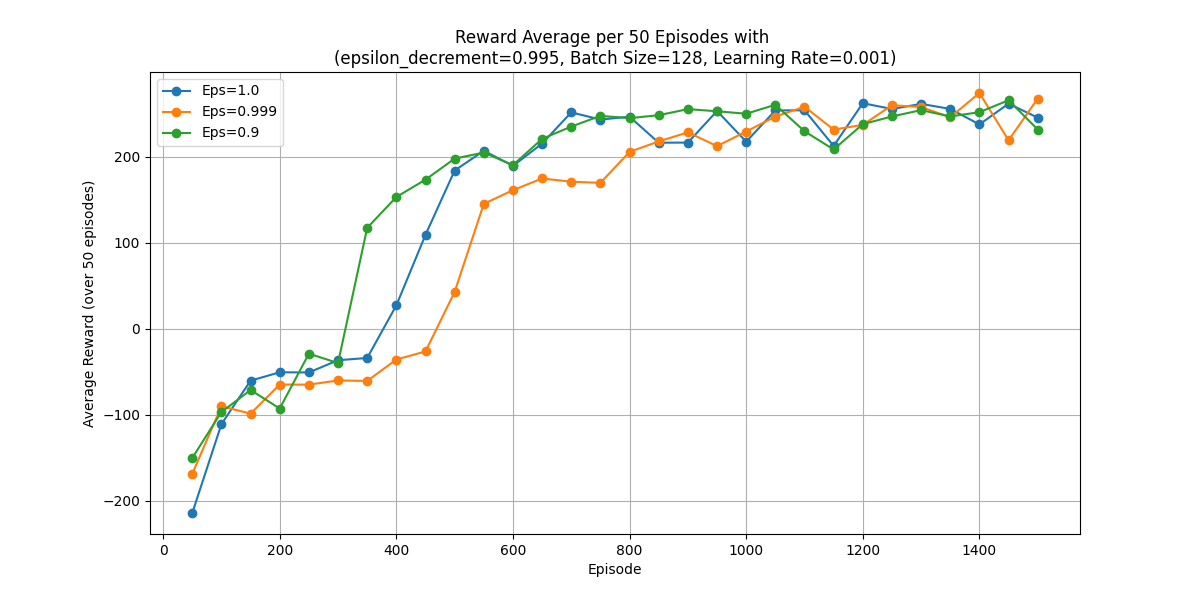 Reward Average per 50 Episodes with
(epsilon_decrement=0.995, Batch Size=128, Learning Rate=0.001)
Eps=1.0
Eps=0.999
Eps=0.9
Average Reward (over 50 episodes)
200
100
0
−100
−200
0 200 400 600 800 1000 1200 1400
Episode